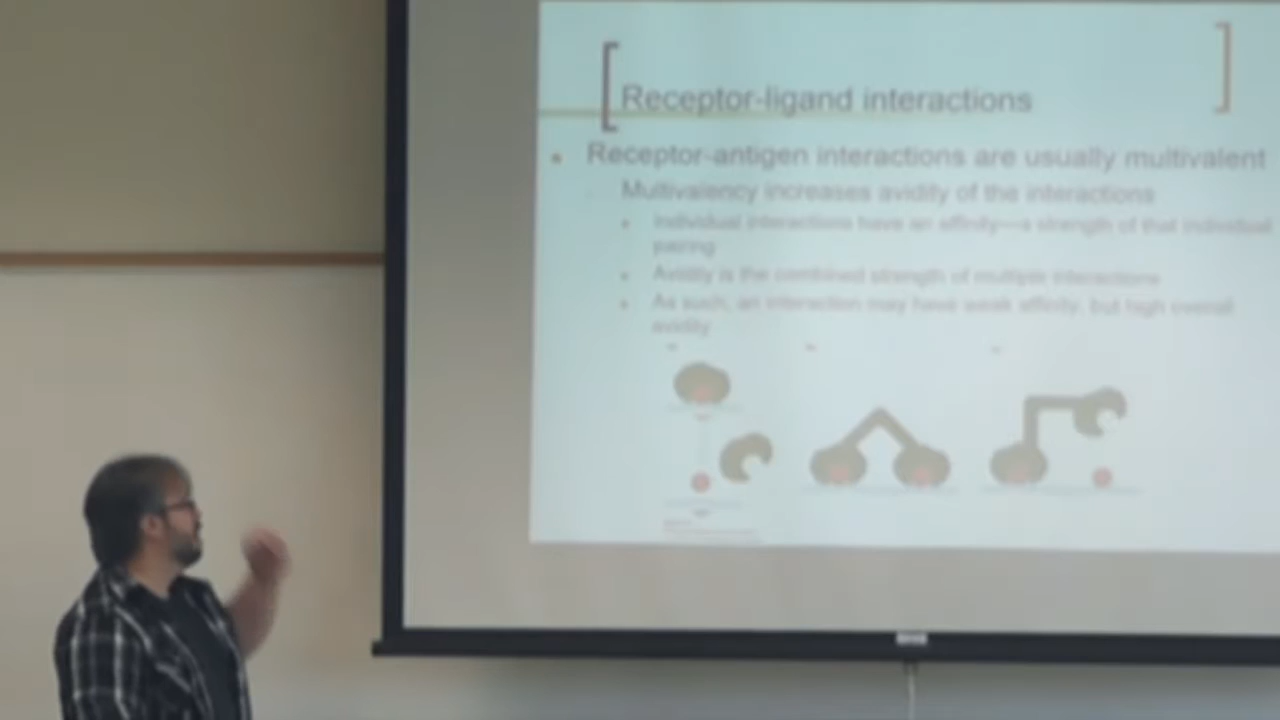 Receptor-ligand interactions
Receptor-antigen interactions are usually multivalent
Multivalency increases avidity of the interactions
Individual interactions have an affinity—a strength of that individual
pairing
Avidity is the combined strength of multiple interactions
As such, an interaction may have weak affinity, but high overall
avidity